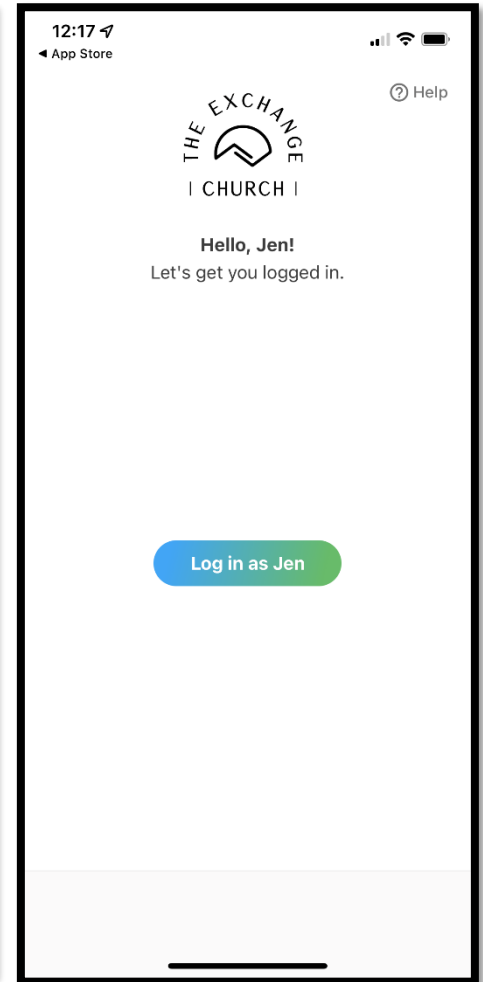 12:17
◀ App Store
Help
THE EXCHANGE
| CHURCH |
Hello, Jen!
Let's get you logged in.
Log in as Jen